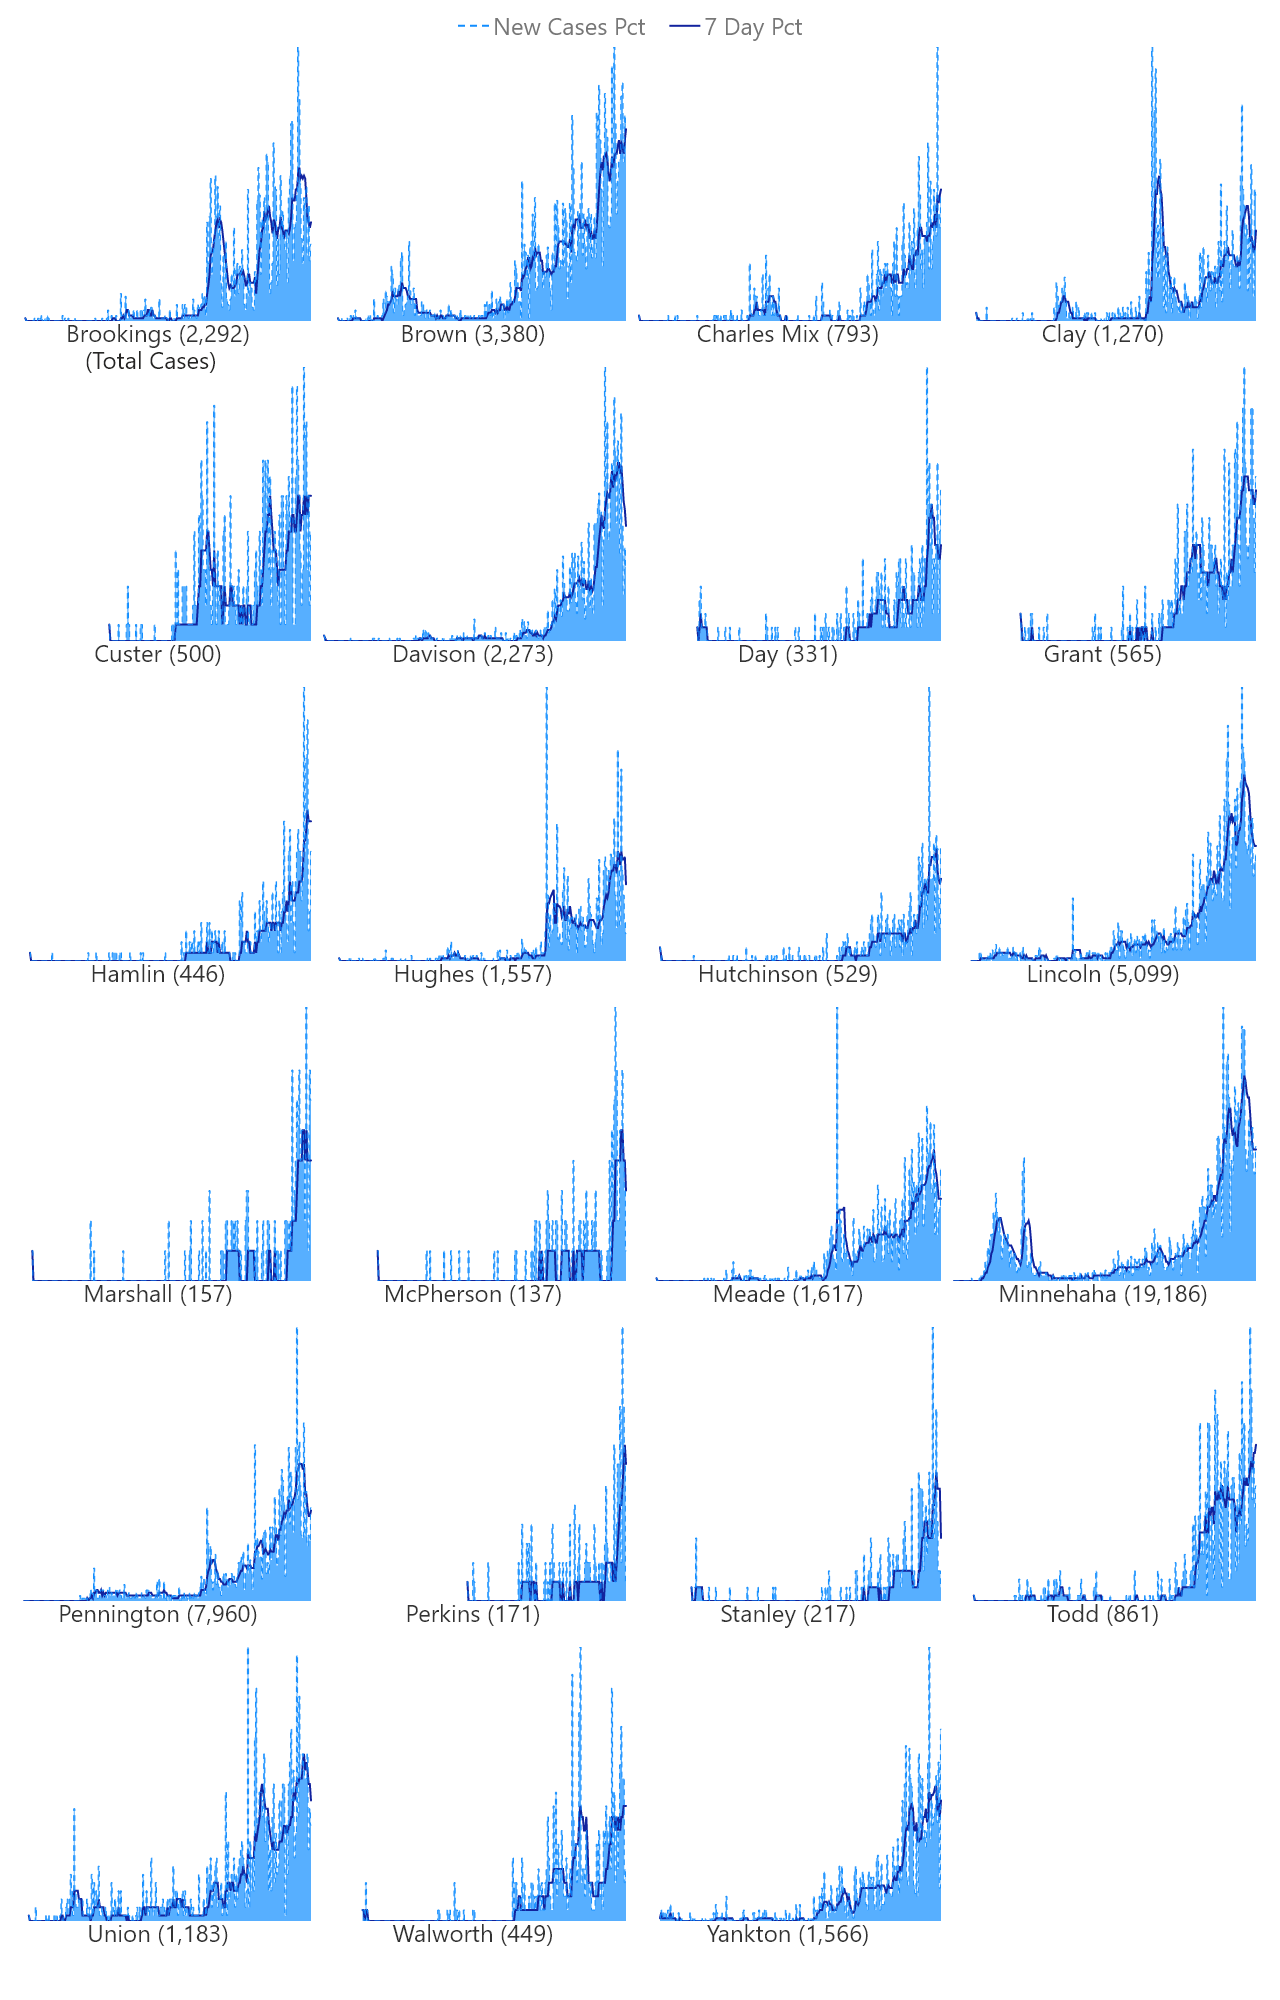 New Cases Pct 7 Day Pct
Brookings (2,292) Brown (3,380) Charles Mix (793) Clay (1,270)
(Total Cases)
Custer (500) Davison (2,273) Day (331) Grant (565)
Hamlin (446) Hughes (1,557) Hutchinson (529) Lincoln (5,099)
Marshall (157) McPherson (137) Meade (1,617) Minnehaha (19,186)
Pennington (7,960) Perkins (171) Stanley (217) Todd (861)
Union (1,183) Walworth (449) Yankton (1,566)